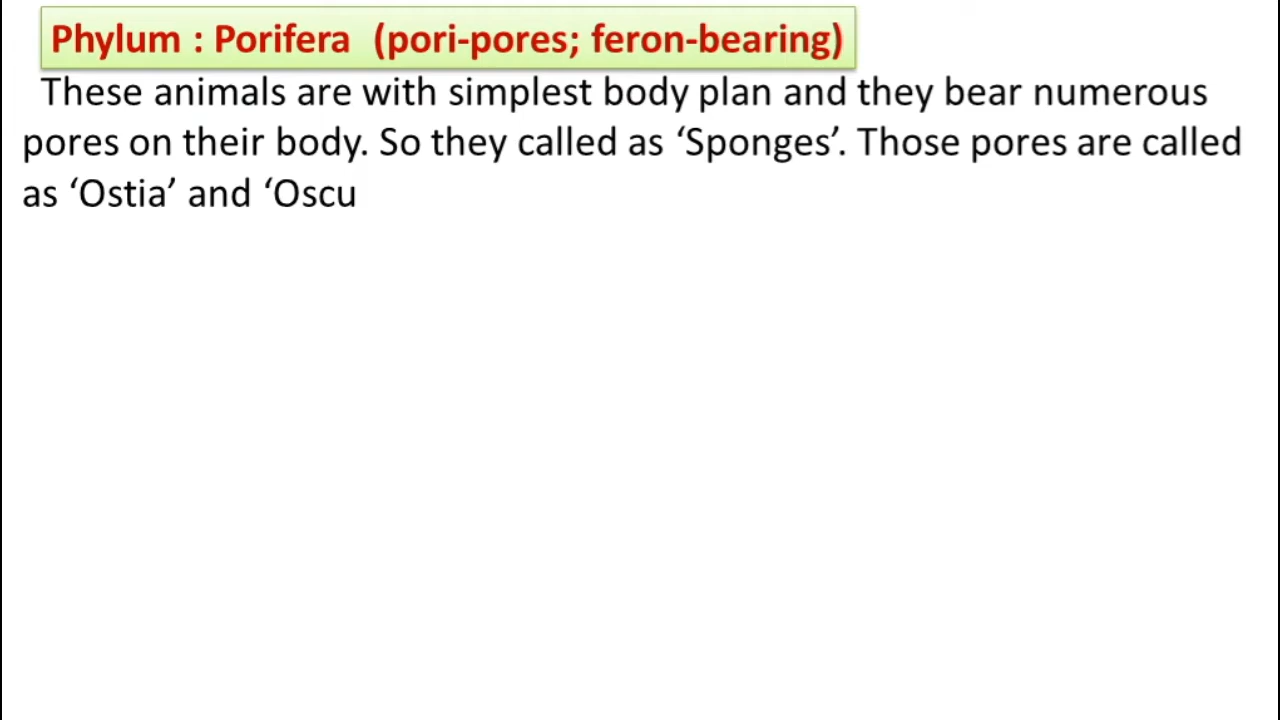 Phylum : Porifera (pori-pores; feron-bearing)
These animals are with simplest body plan and they bear numerous
pores on their body. So they called as ‘Sponges’. Those pores are called
as ‘Ostia’ and ‘Oscu